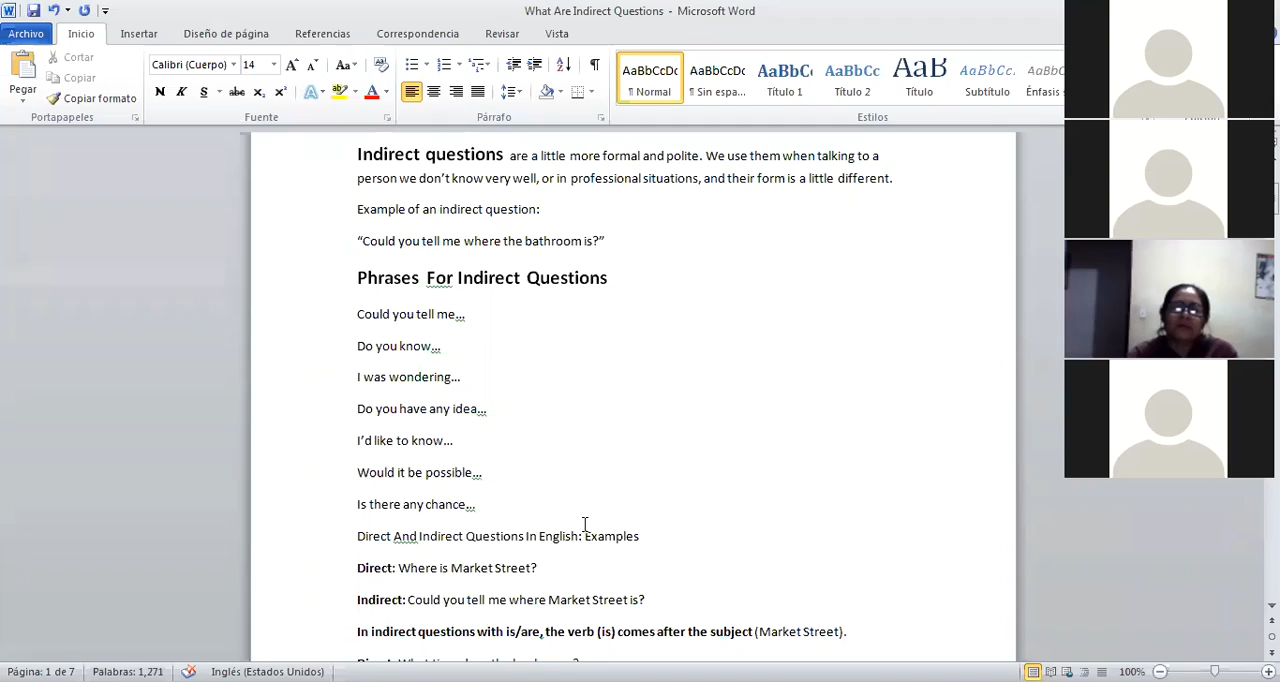 What Are Indirect Questions - Microsoft Word
Archivo Inicio Insertar Diseño de página Referencias Correspondencia Revisar Vista
Pegar
Cortar
Copiar
Copiar formato
Portapapeles
Calibri (Cuerpo) 14
Fuente
Párrafo
AaBbCcDc AaBbCcDc AaBbC AaBbCc AaB AaBbCc AaBbC
¶ Normal ¶ Sin espa... Título 1 Título 2 Título Subtítulo Énfasis
Estilos
Indirect questions are a little more formal and polite. We use them when talking to a
person we don’t know very well, or in professional situations, and their form is a little different.
Example of an indirect question:
“Could you tell me where the bathroom is?”
Phrases For Indirect Questions
Could you tell me…
Do you know…
I was wondering…
Do you have any idea…
I’d like to know…
Would it be possible…
Is there any chance…
Direct And Indirect Questions In English: Examples
Direct: Where is Market Street?
Indirect: Could you tell me where Market Street is?
In indirect questions with is/are, the verb (is) comes after the subject (Market Street).
Página: 1 de 7 Palabras: 1,271 Inglés (Estados Unidos) 100%